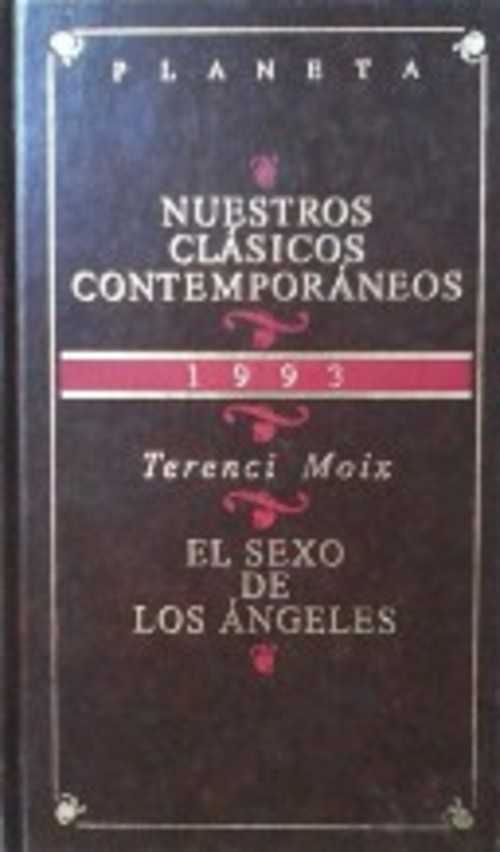 PLANETA
NUESTROS
CLÁSICOS
CONTEMPORÁNEOS
1993
Terenci Moix
EL SEXO
DE
LOS ÁNGELES